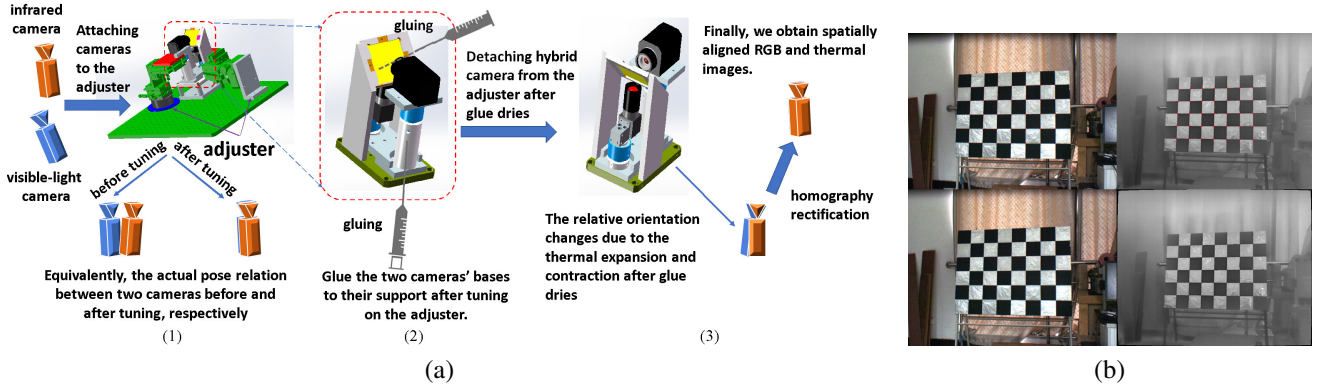 infrared
camera
Attaching
cameras
to the
adjuster
visible-light
camera
adjuster
before tuning
after tuning
Equivalently, the actual pose relation
between two cameras before and
after tuning, respectively
(1)
gluing
gluing
Glue the two cameras' bases
to their support after tuning
on the adjuster.
(2)
Detaching hybrid
camera from the
adjuster after
glue dries
The relative orientation
changes due to the
thermal expansion and
contraction after glue
dries
(3)
Finally, we obtain spatially
aligned RGB and thermal
images.
homography
rectification
(a)
(b)